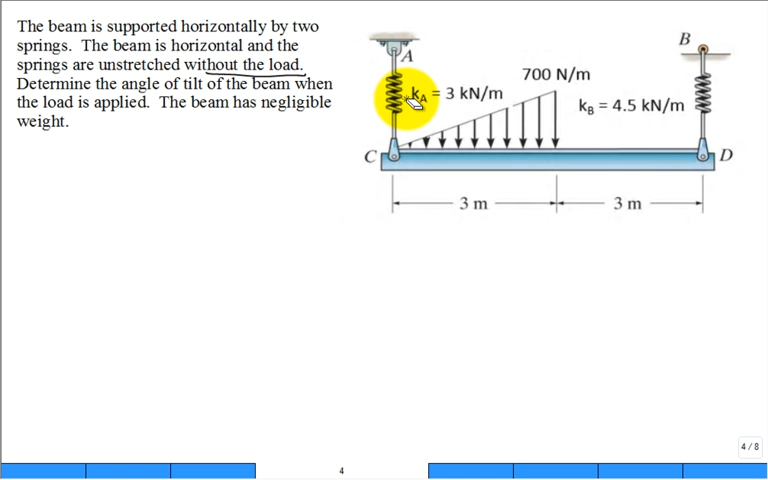 The beam is supported horizontally by two
springs.  The beam is horizontal and the
springs are unstretched without the load.
Determine the angle of tilt of the beam when
the load is applied.  The beam has negligible
weight.
A
B
700 N/m
kA = 3 kN/m
kB = 4.5 kN/m
C
D
3 m
3 m
4 / 8
4